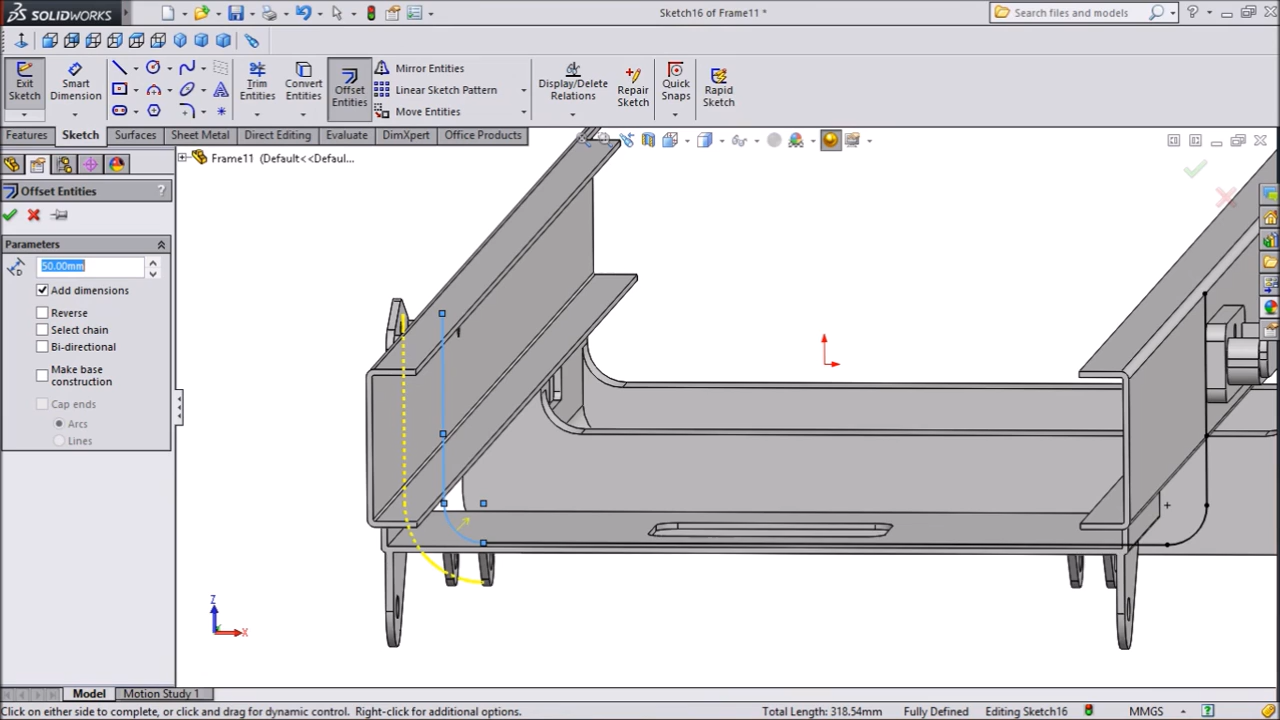 SOLIDWORKS
Sketch16 of Frame11 *
Search files and models
Exit
Sketch
Smart
Dimension
Trim
Entities
Convert
Entities
Offset
Entities
Mirror Entities
Linear Sketch Pattern
Move Entities
Display/Delete
Relations
Repair
Sketch
Quick
Snaps
Rapid
Sketch
Features
Sketch
Surfaces
Sheet Metal
Direct Editing
Evaluate
DimXpert
Office Products
Frame11 (Default<<Defaul...
Offset Entities
?
Parameters
50.00mm
Add dimensions
Reverse
Select chain
Bi-directional
Make base
construction
Cap ends
Arcs
Lines
Z
X
Model
Motion Study 1
Click on either side to complete, or click and drag for dynamic control. Right-click for additional options.
Total Length: 318.54mm
Fully Defined
Editing Sketch16
MMGS
?